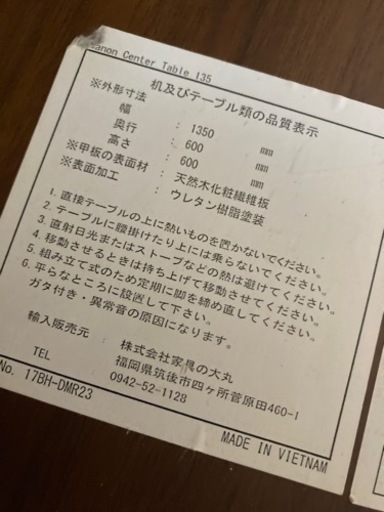 anon Center Table 135
机及びテーブル類の品質表示
※外形寸法
幅 : 1350 mm
奥行 : 600 mm
高さ : 600 mm
※甲板の表面材 : 天然木化粧繊維板
※表面加工 : ウレタン樹脂塗装
1. 直接テーブルの上に熱いものを置かないでください。
2. テーブルに腰掛けたり上には乗らないでください。
3. 直射日光またはストーブなどの熱は避けてください。
4. 移動させるときは持ち上げて移動させてください。
5. 組み立て式のため定期に脚を締め直してください。
6. 平らなところに設置して下さい。
ガタ付き・異常音の原因になります。
輸入販売元 : 株式会社家具の大丸
福岡県筑後市四ヶ所菅原田460-1
TEL : 0942-52-1128
No. 17BH-DMR23
MADE IN VIETNAM